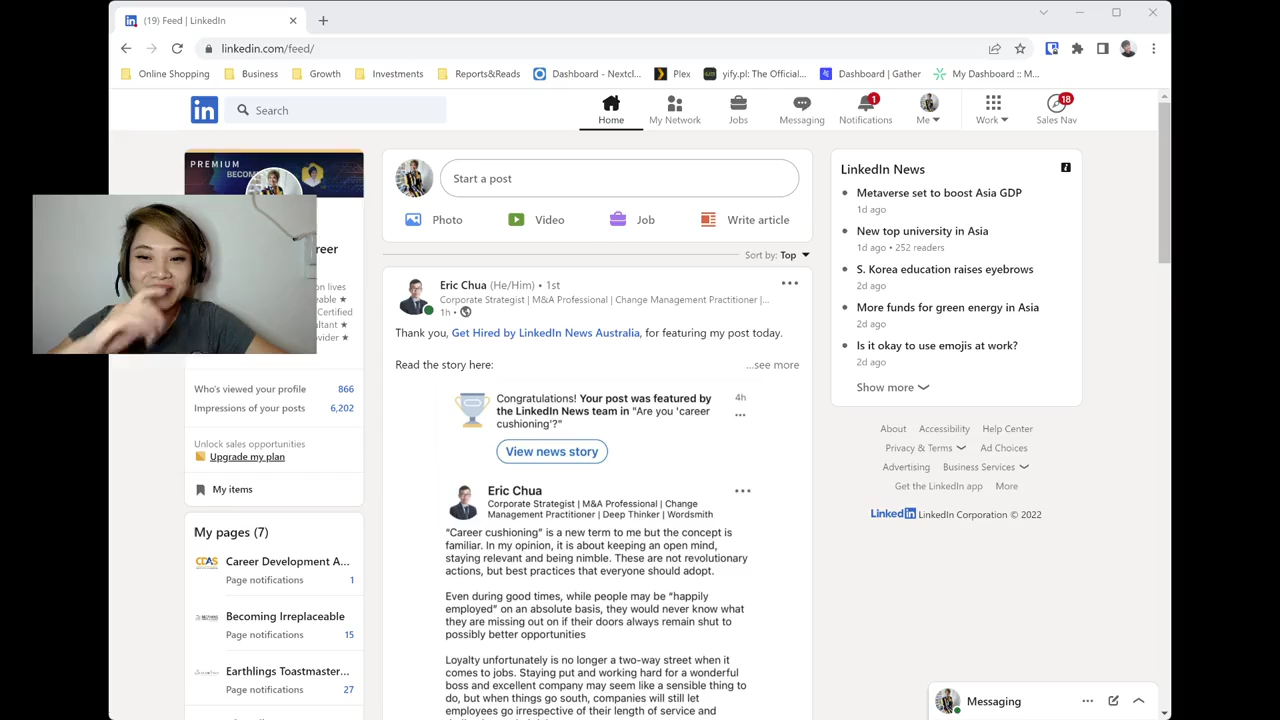 (19) Feed | LinkedIn
linkedin.com/feed/
Online Shopping
Business
Growth
Investments
Reports&Reads
Dashboard - Nextcl...
Plex
yify.pl: The Official...
Dashboard | Gather
My Dashboard :: M...
in
Search
Home
My Network
Jobs
Messaging
1
Notifications
Me
Work
18
Sales Nav
PREMIUM
BECOM
reer
on lives
eable ★
Certified
ltant ★
vider ★
Who's viewed your profile 866
Impressions of your posts 6,202
Unlock sales opportunities
Upgrade my plan
My items
My pages (7)
CDAS
Career Development A...
Page notifications 1
Becoming Irreplaceable
Page notifications 15
Earthlings Toastmaster...
Page notifications 27
Start a post
Photo
Video
Job
Write article
Sort by: Top
Eric Chua (He/Him) • 1st
Corporate Strategist | M&A Professional | Change Management Practitioner |...
1h •
Thank you, Get Hired by LinkedIn News Australia, for featuring my post today.
Read the story here:
...see more
Congratulations! Your post was featured by
the LinkedIn News team in "Are you 'career
cushioning'?"
4h
View news story
Eric Chua
Corporate Strategist | M&A Professional | Change
Management Practitioner | Deep Thinker | Wordsmith
"Career cushioning" is a new term to me but the concept is
familiar. In my opinion, it is about keeping an open mind,
staying relevant and being nimble. These are not revolutionary
actions, but best practices that everyone should adopt.
Even during good times, while people may be "happily
employed" on an absolute basis, they would never know what
they are missing out on if their doors always remain shut to
possibly better opportunities
Loyalty unfortunately is no longer a two-way street when it
comes to jobs. Staying put and working hard for a wonderful
boss and excellent company may seem like a sensible thing to
do, but when things go south, companies will still let
employees go irrespective of their length of service and
LinkedIn News
Metaverse set to boost Asia GDP
1d ago
New top university in Asia
1d ago • 252 readers
S. Korea education raises eyebrows
2d ago
More funds for green energy in Asia
2d ago
Is it okay to use emojis at work?
2d ago
Show more
About
Accessibility
Help Center
Privacy & Terms
Ad Choices
Advertising
Business Services
Get the LinkedIn app
More
LinkedIn LinkedIn Corporation © 2022
Messaging